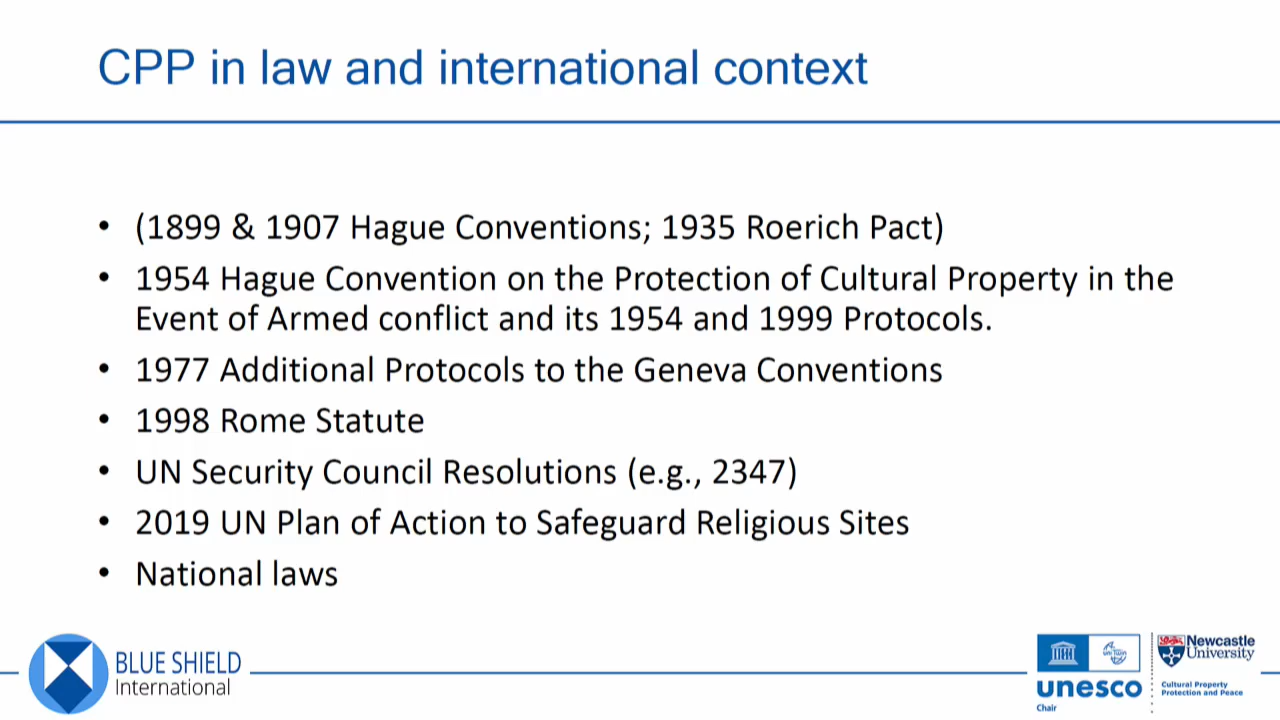 CPP in law and international context
• (1899 & 1907 Hague Conventions; 1935 Roerich Pact)
• 1954 Hague Convention on the Protection of Cultural Property in the
Event of Armed conflict and its 1954 and 1999 Protocols.
• 1977 Additional Protocols to the Geneva Conventions
• 1998 Rome Statute
• UN Security Council Resolutions (e.g., 2347)
• 2019 UN Plan of Action to Safeguard Religious Sites
• National laws
BLUE SHIELD
International
unesco
Chair
Newcastle
University
Cultural Property
Protection and Peace